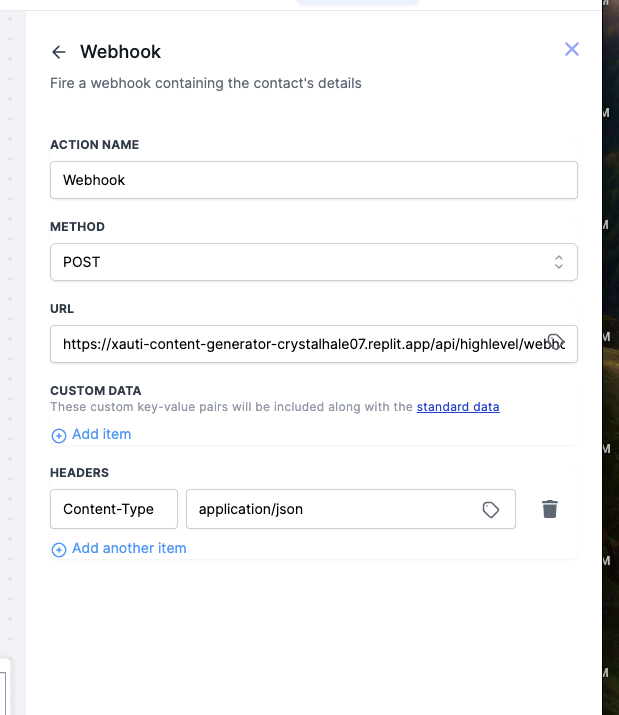 Webhook
Fire a webhook containing the contact's details
ACTION NAME
Webhook
METHOD
POST
URL
https://xauti-content-generator-crystalhale07.replit.app/api/highlevel/
CUSTOM DATA
These custom key-value pairs will be included along with the standard data
Add item
HEADERS
Content-Type
application/json
Add another item